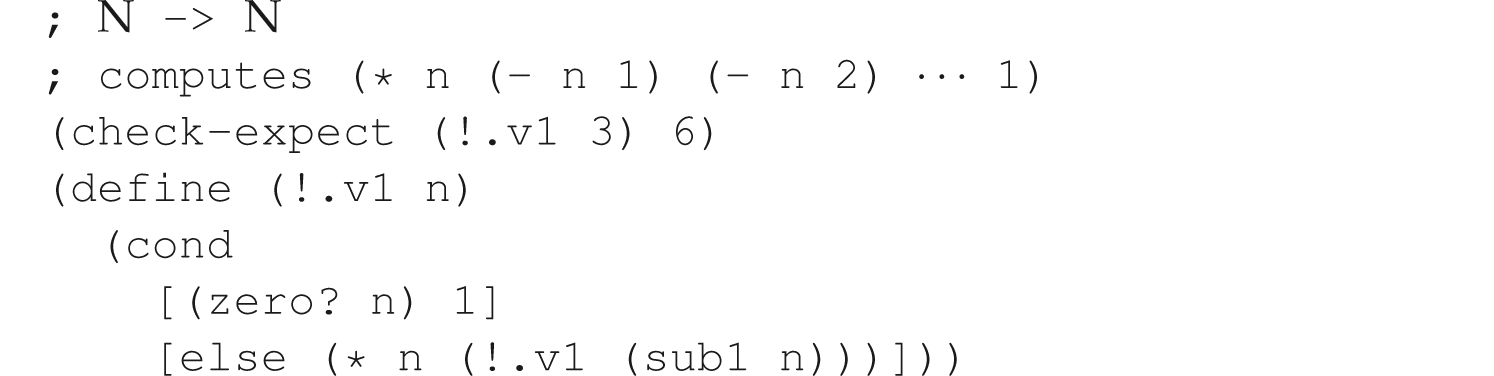 ; N -> N
; computes (* n (- n 1) (- n 2) ··· 1)
(check-expect (!.v1 3) 6)
(define (!.v1 n)
  (cond
    [(zero? n) 1]
    [else (* n (!.v1 (sub1 n)))]))